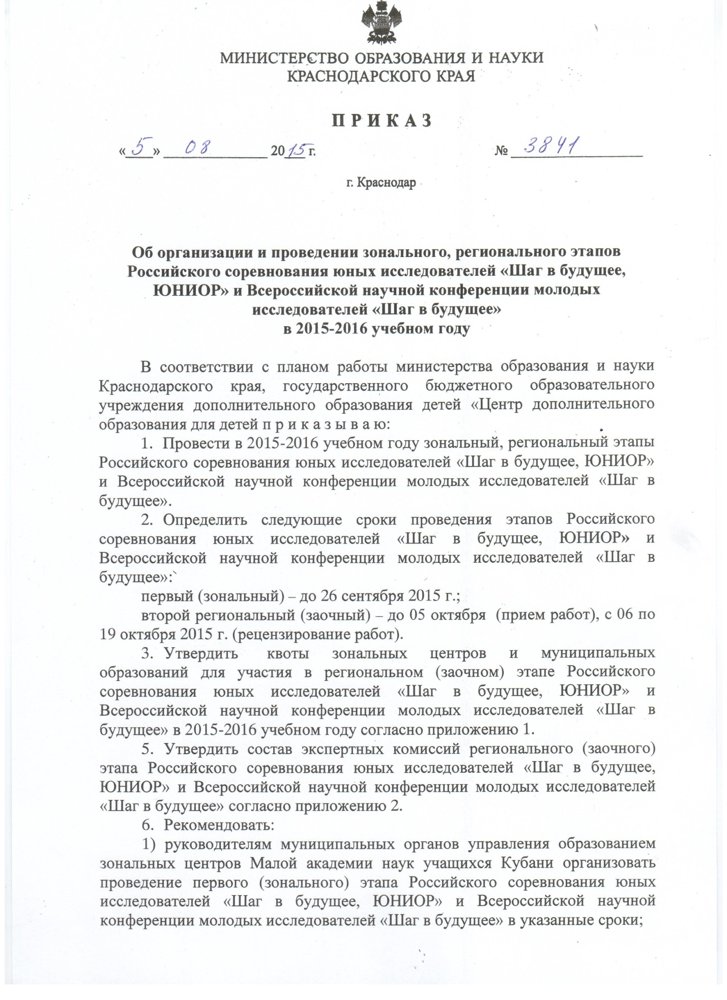 МИНИСТЕРСТВО ОБРАЗОВАНИЯ И НАУКИ
КРАСНОДАРСКОГО КРАЯ
П Р И К А З
« 5 » 08 2015 г. № 3841
г. Краснодар
Об организации и проведении зонального, регионального этапов
Российского соревнования юных исследователей «Шаг в будущее,
ЮНИОР» и Всероссийской научной конференции молодых
исследователей «Шаг в будущее»
в 2015-2016 учебном году
В соответствии с планом работы министерства образования и науки
Краснодарского края, государственного бюджетного образовательного
учреждения дополнительного образования детей «Центр дополнительного
образования для детей п р и к а з ы в а ю:
1. Провести в 2015-2016 учебном году зональный, региональный этапы
Российского соревнования юных исследователей «Шаг в будущее, ЮНИОР»
и Всероссийской научной конференции молодых исследователей «Шаг в
будущее».
2. Определить следующие сроки проведения этапов Российского
соревнования юных исследователей «Шаг в будущее, ЮНИОР» и
Всероссийской научной конференции молодых исследователей «Шаг в
будущее»:
первый (зональный) – до 26 сентября 2015 г.;
второй региональный (заочный) – до 05 октября (прием работ), с 06 по
19 октября 2015 г. (рецензирование работ).
3. Утвердить квоты зональных центров и муниципальных
образований для участия в региональном (заочном) этапе Российского
соревнования юных исследователей «Шаг в будущее, ЮНИОР» и
Всероссийской научной конференции молодых исследователей «Шаг в
будущее» в 2015-2016 учебном году согласно приложению 1.
5. Утвердить состав экспертных комиссий регионального (заочного)
этапа Российского соревнования юных исследователей «Шаг в будущее,
ЮНИОР» и Всероссийской научной конференции молодых исследователей
«Шаг в будущее» согласно приложению 2.
6. Рекомендовать:
1) руководителям муниципальных органов управления образованием
зональных центров Малой академии наук учащихся Кубани организовать
проведение первого (зонального) этапа Российского соревнования юных
исследователей «Шаг в будущее, ЮНИОР» и Всероссийской научной
конференции молодых исследователей «Шаг в будущее» в указанные сроки;